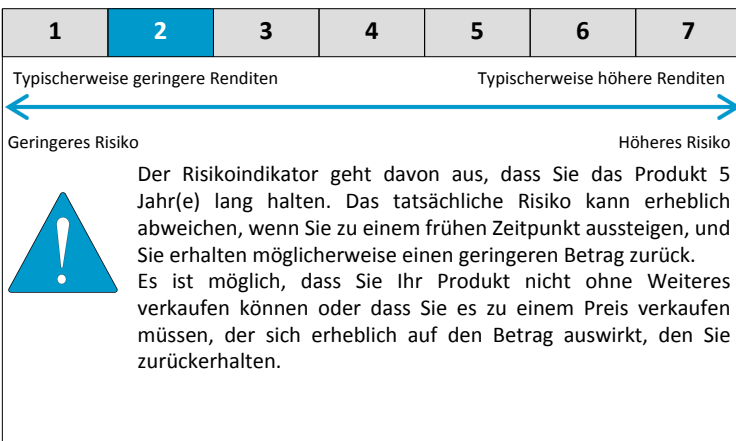 1 2 3 4 5 6 7
Typischerweise geringere Renditen Typischerweise höhere Renditen
Geringeres Risiko Höheres Risiko
Der Risikoindikator geht davon aus, dass Sie das Produkt 5
Jahr(e) lang halten. Das tatsächliche Risiko kann erheblich
abweichen, wenn Sie zu einem frühen Zeitpunkt aussteigen, und
Sie erhalten möglicherweise einen geringeren Betrag zurück.
Es ist möglich, dass Sie Ihr Produkt nicht ohne Weiteres
verkaufen können oder dass Sie es zu einem Preis verkaufen
müssen, der sich erheblich auf den Betrag auswirkt, den Sie
zurückerhalten.